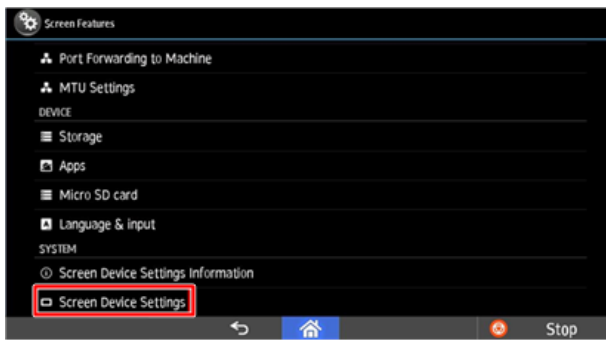 Screen Features
Port Forwarding to Machine
MTU Settings
DEVICE
Storage
Apps
Micro SD card
Language & input
SYSTEM
Screen Device Settings Information
Screen Device Settings
Stop